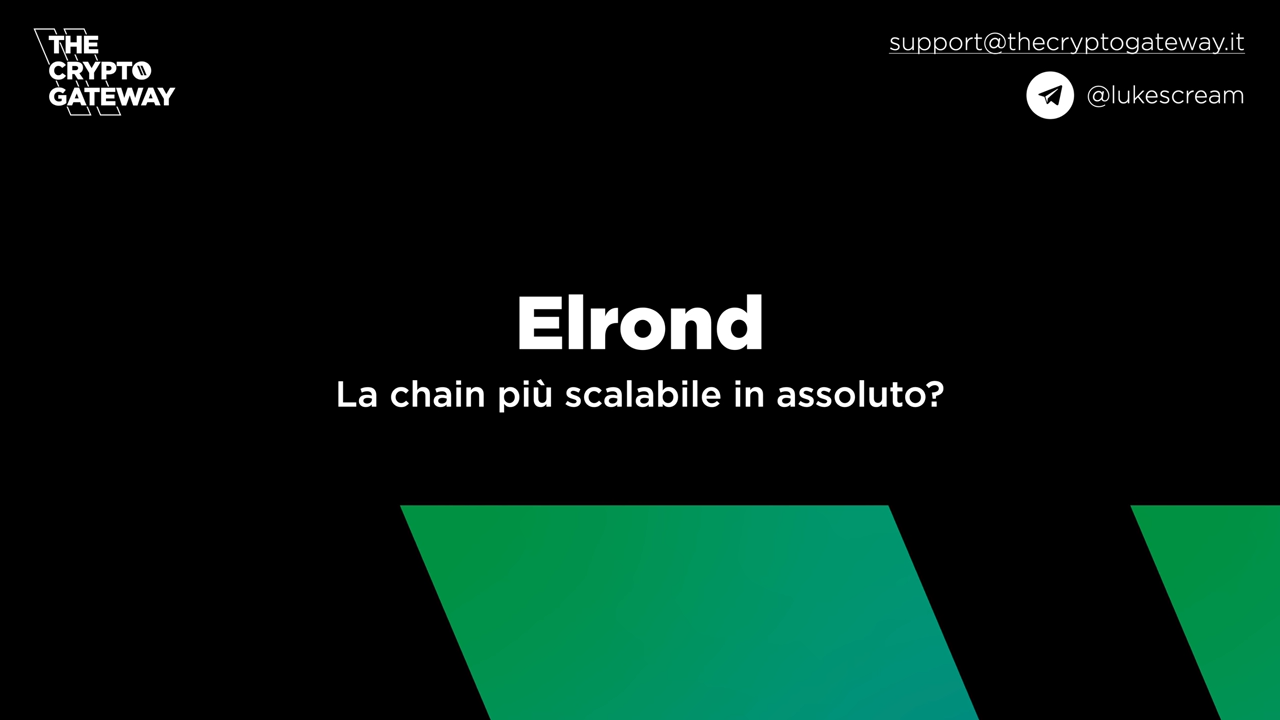 THE
CRYPTO
GATEWAY
support@thecryptogateway.it
@lukescream
Elrond
La chain più scalabile in assoluto?